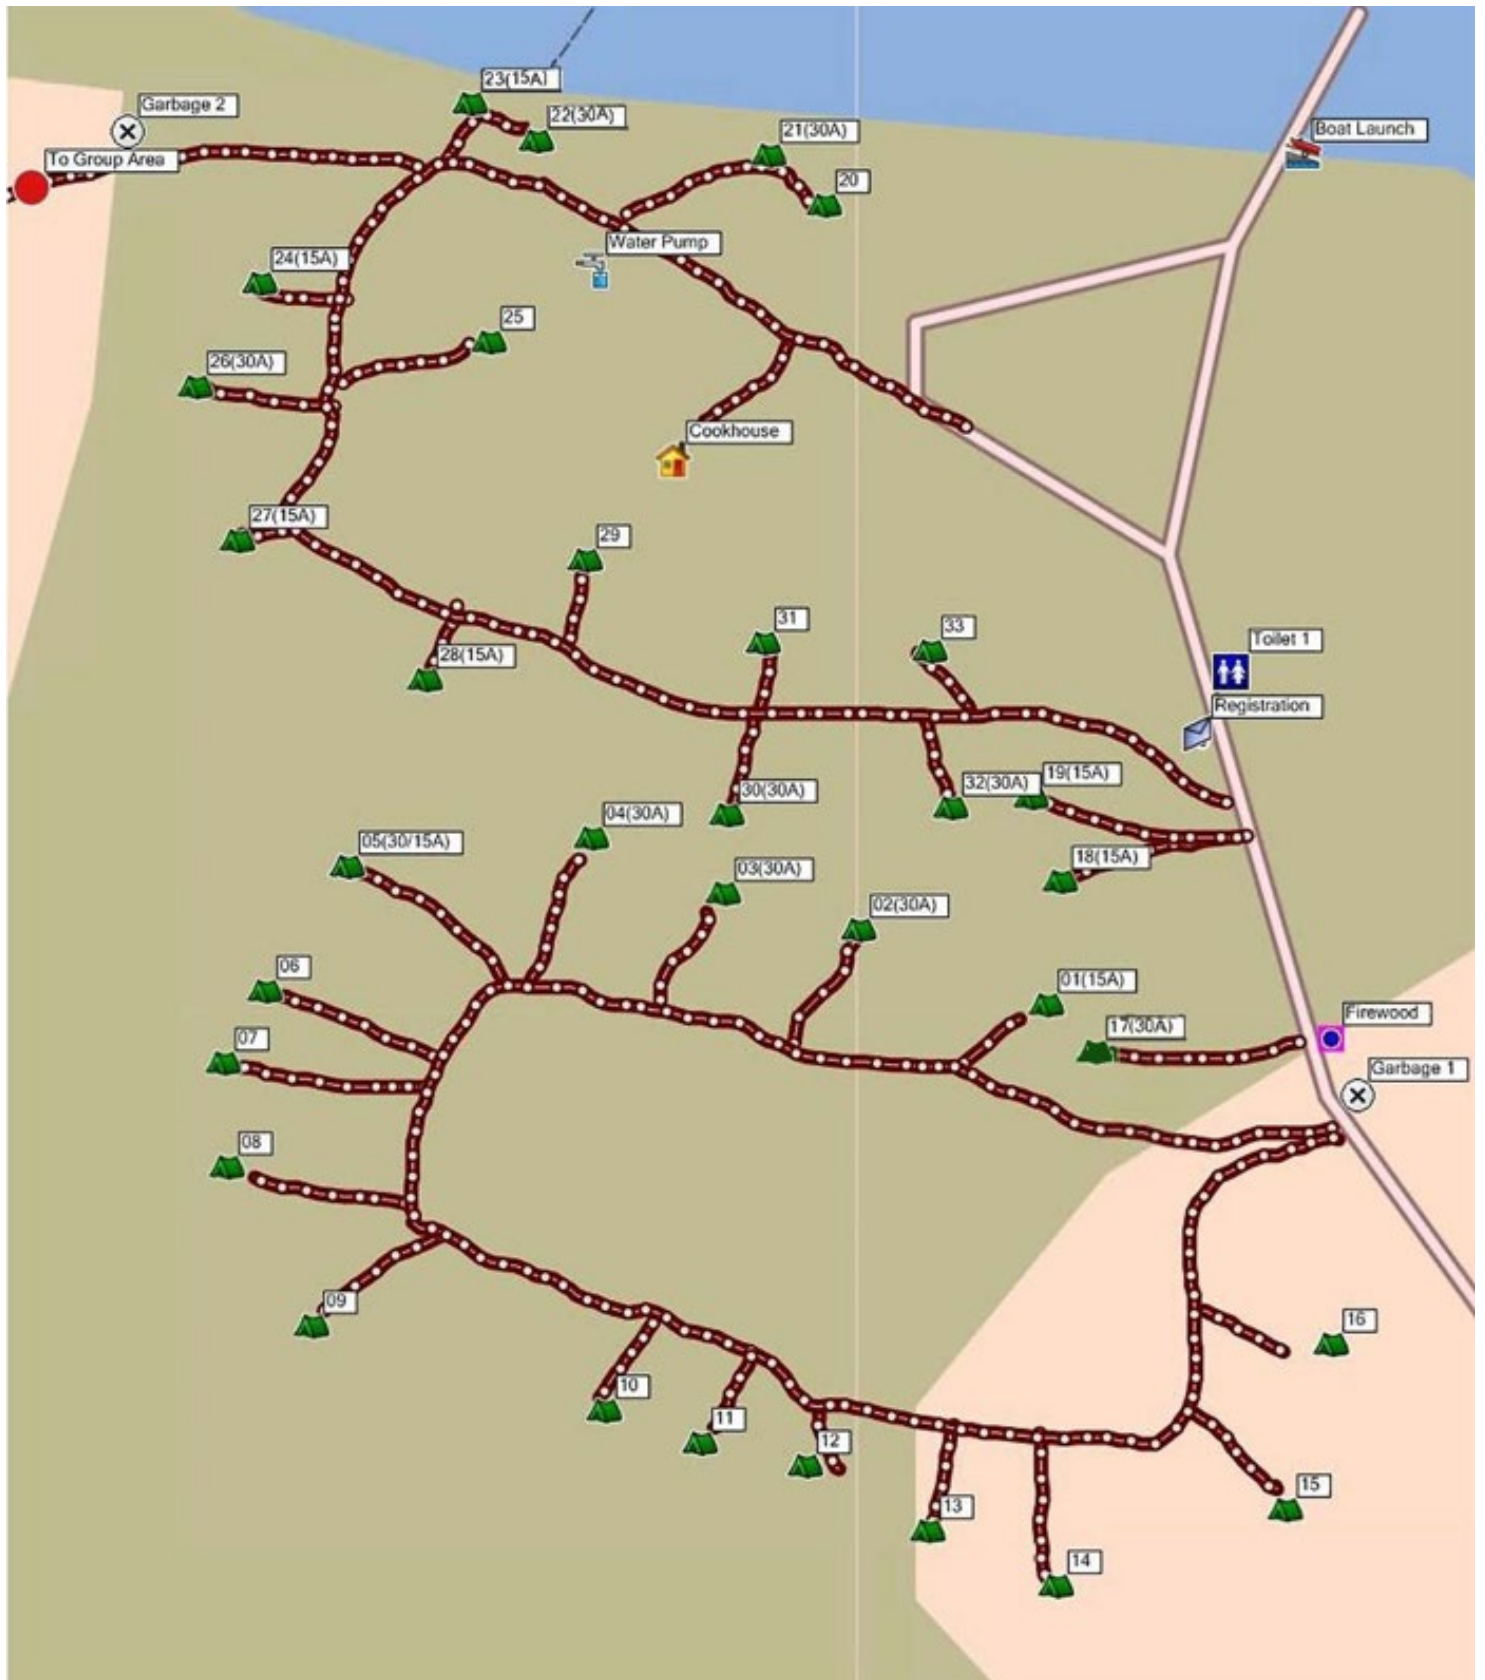 23(15A)
Garbage 2
22(30A)
21(30A)
Boat Launch
To Group Area
20
Water Pump
24(15A)
25
26(30A)
Cookhouse
27(15A)
29
31
33
Toilet 1
28(15A)
Registration
19(15A)
32(30A)
30(30A)
04(30A)
05(30/15A)
18(15A)
03(30A)
02(30A)
06
01(15A)
Firewood
17(30A)
07
Garbage 1
08
09
16
10
11
12
15
13
14